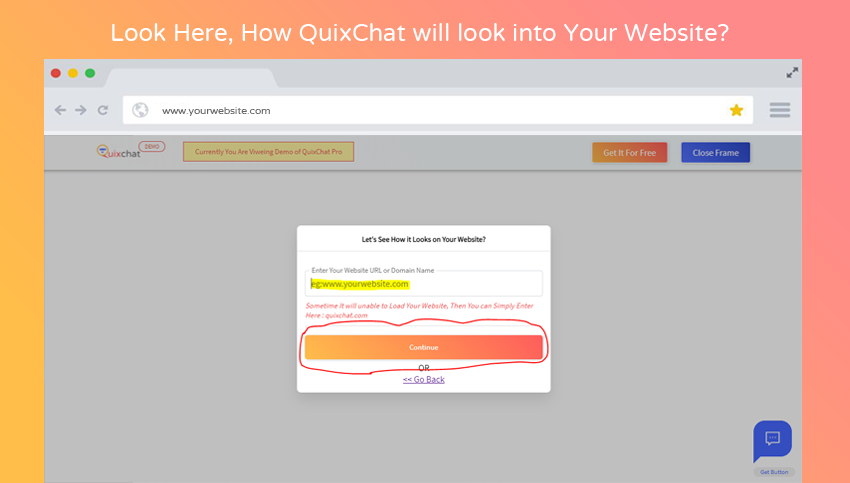 Look Here, How QuixChat will look into Your Website?
www.yourwebsite.com
Quixchat
DEMO
Currently You Are Viweing Demo of QuixChat Pro
Get It For Free
Close Frame
Let's See How it Looks on Your Website?
Enter Your Website URL or Domain Name
eg:www.yourwebsite.com
Sometime It will unable to Load Your Website, Then You can Simply Enter
Here : quixchat.com
Continue
OR
<< Go Back
Get Button